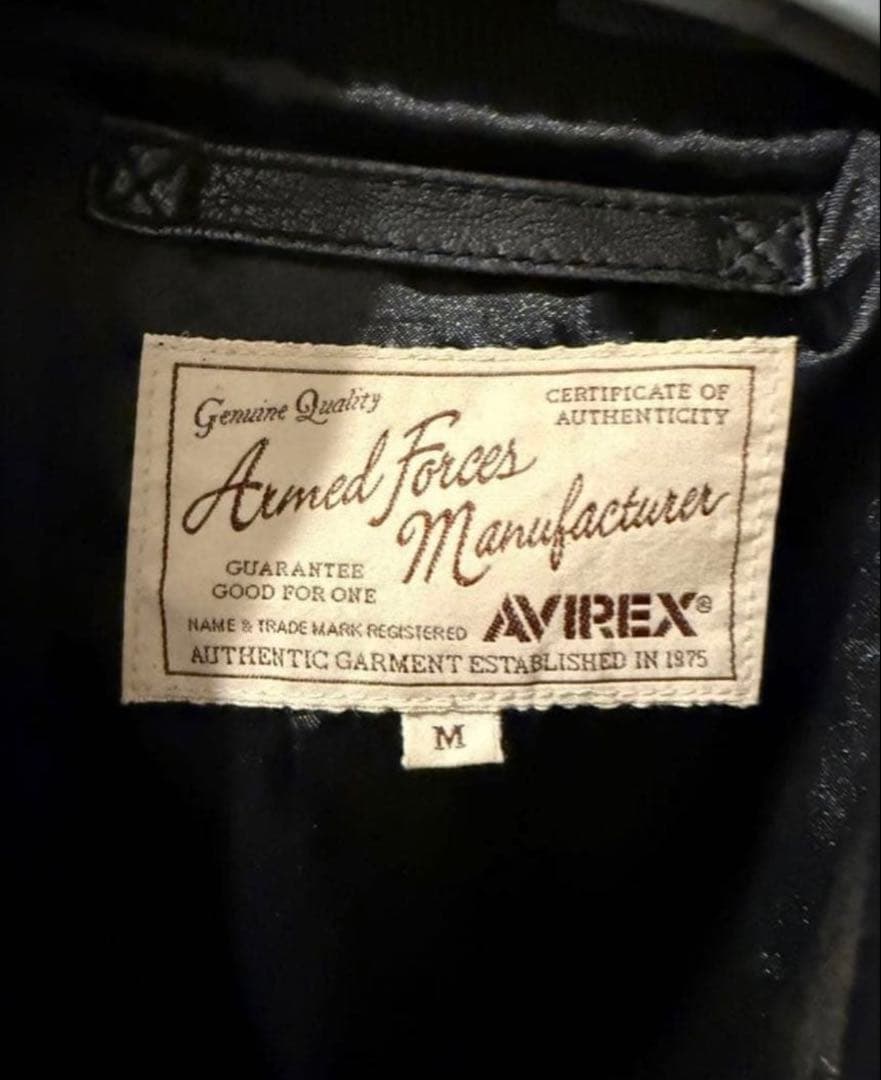 Genuine Quality
CERTIFICATE OF
AUTHENTICITY
Armed Forces
Manufacturer
GUARANTEE
GOOD FOR ONE
NAME & TRADE MARK REGISTERED
AVIREX®
AUTHENTIC GARMENT ESTABLISHED IN 1975
M